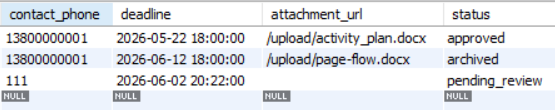 contact_phone deadline attachment_url status
13800000001 2026-05-22 18:00:00 /upload/activity_plan.docx approved
13800000001 2026-06-12 18:00:00 /upload/page-flow.docx archived
111 2026-06-02 20:22:00 pending_review
NULL NULL NULL NULL